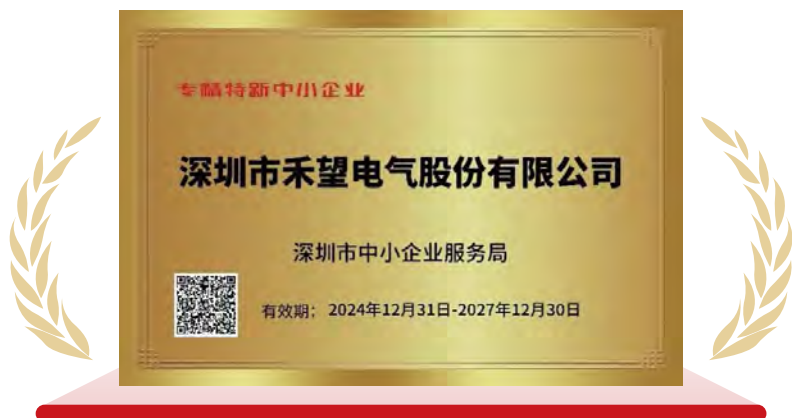 专精特新中小企业
深圳市禾望电气股份有限公司
深圳市中小企业服务局
有效期： 2024年12月31日-2027年12月30日